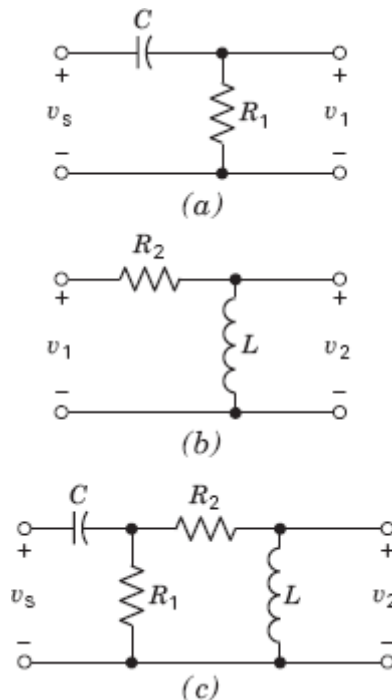 C
+ +
v_s R_1 v_1
− −
(a)
R_2
+ +
v_1 L v_2
− −
(b)
C R_2
+ +
v_s R_1 L v_2
− −
(c)